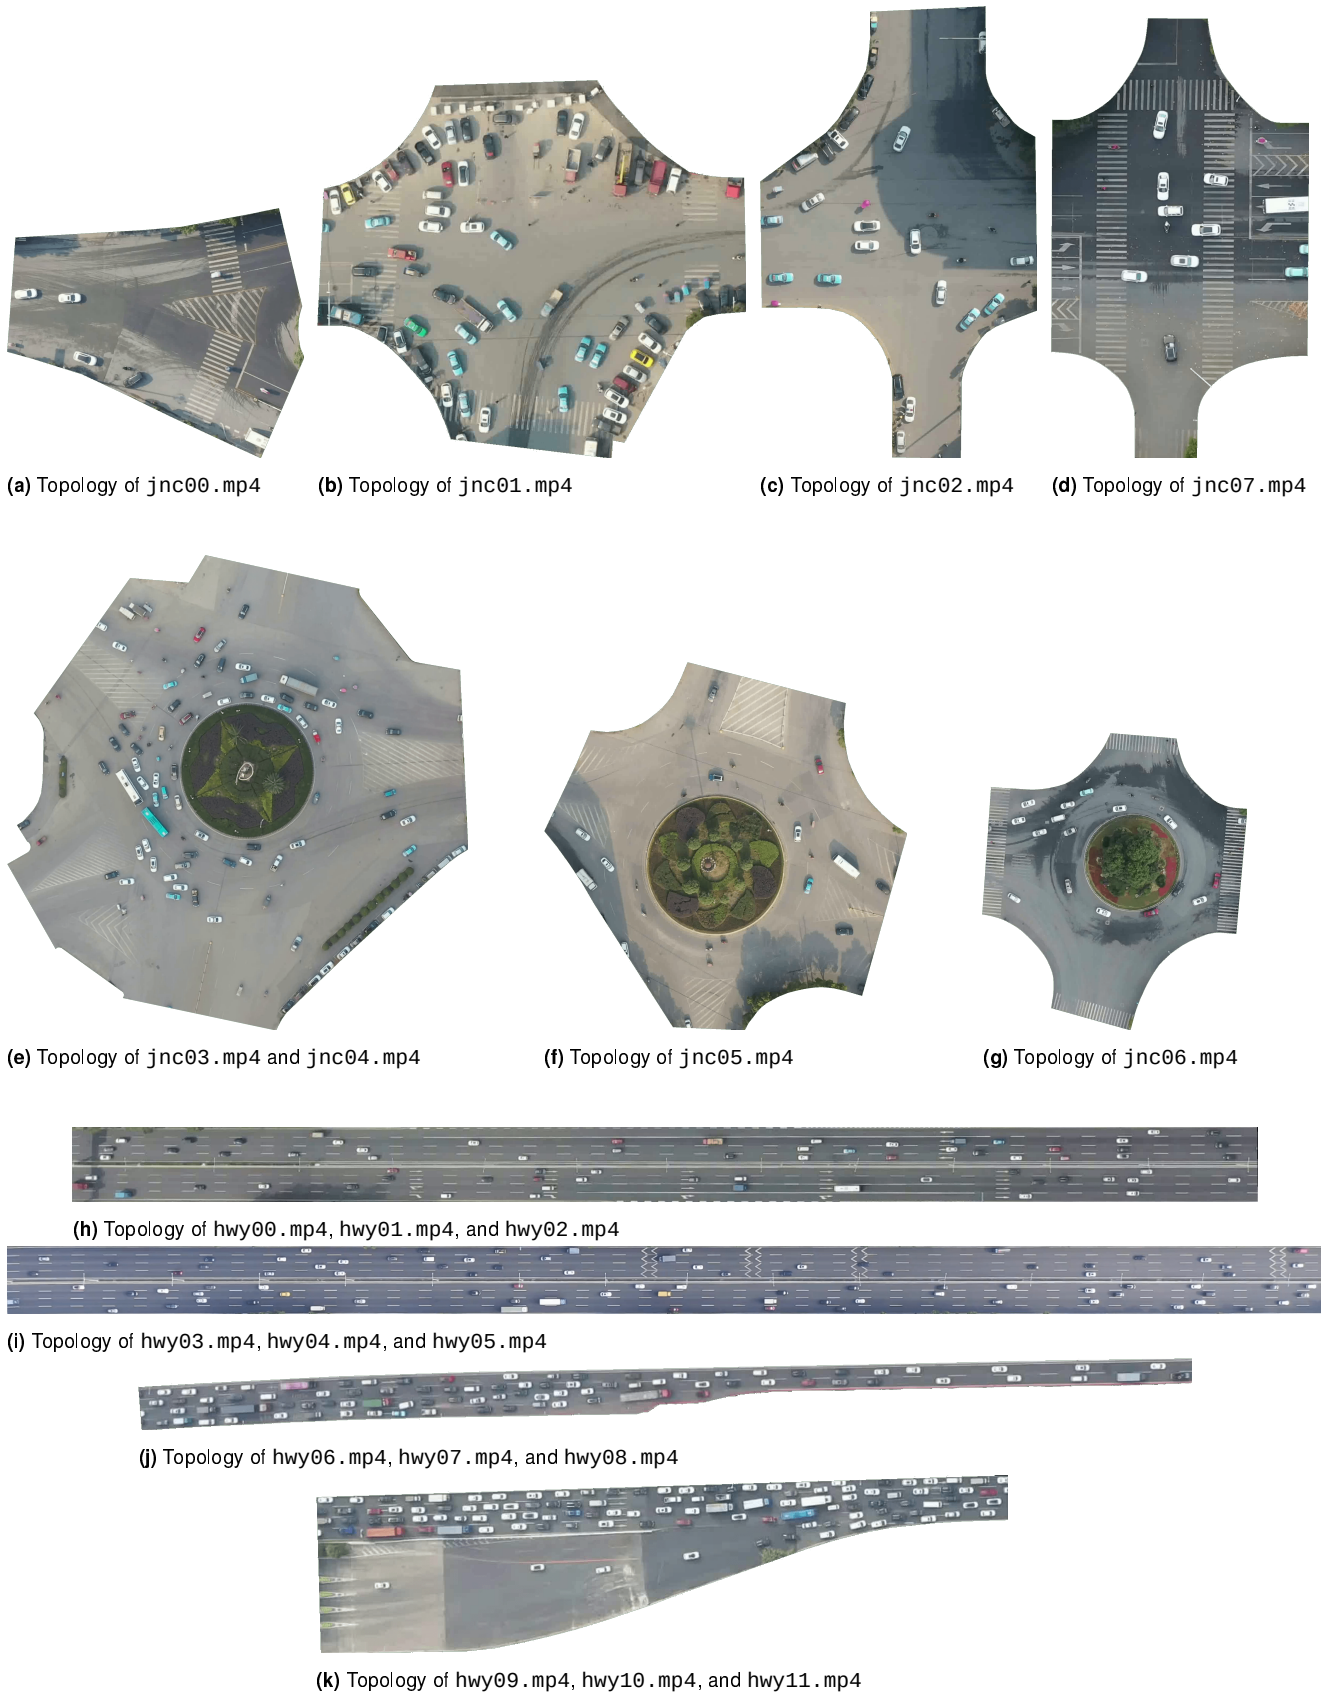 (a) Topology of jnc00.mp4
(b) Topology of jnc01.mp4
(c) Topology of jnc02.mp4
(d) Topology of jnc07.mp4
(e) Topology of jnc03.mp4 and jnc04.mp4
(f) Topology of jnc05.mp4
(g) Topology of jnc06.mp4
(h) Topology of hwy00.mp4, hwy01.mp4, and hwy02.mp4
(i) Topology of hwy03.mp4, hwy04.mp4, and hwy05.mp4
(j) Topology of hwy06.mp4, hwy07.mp4, and hwy08.mp4
(k) Topology of hwy09.mp4, hwy10.mp4, and hwy11.mp4